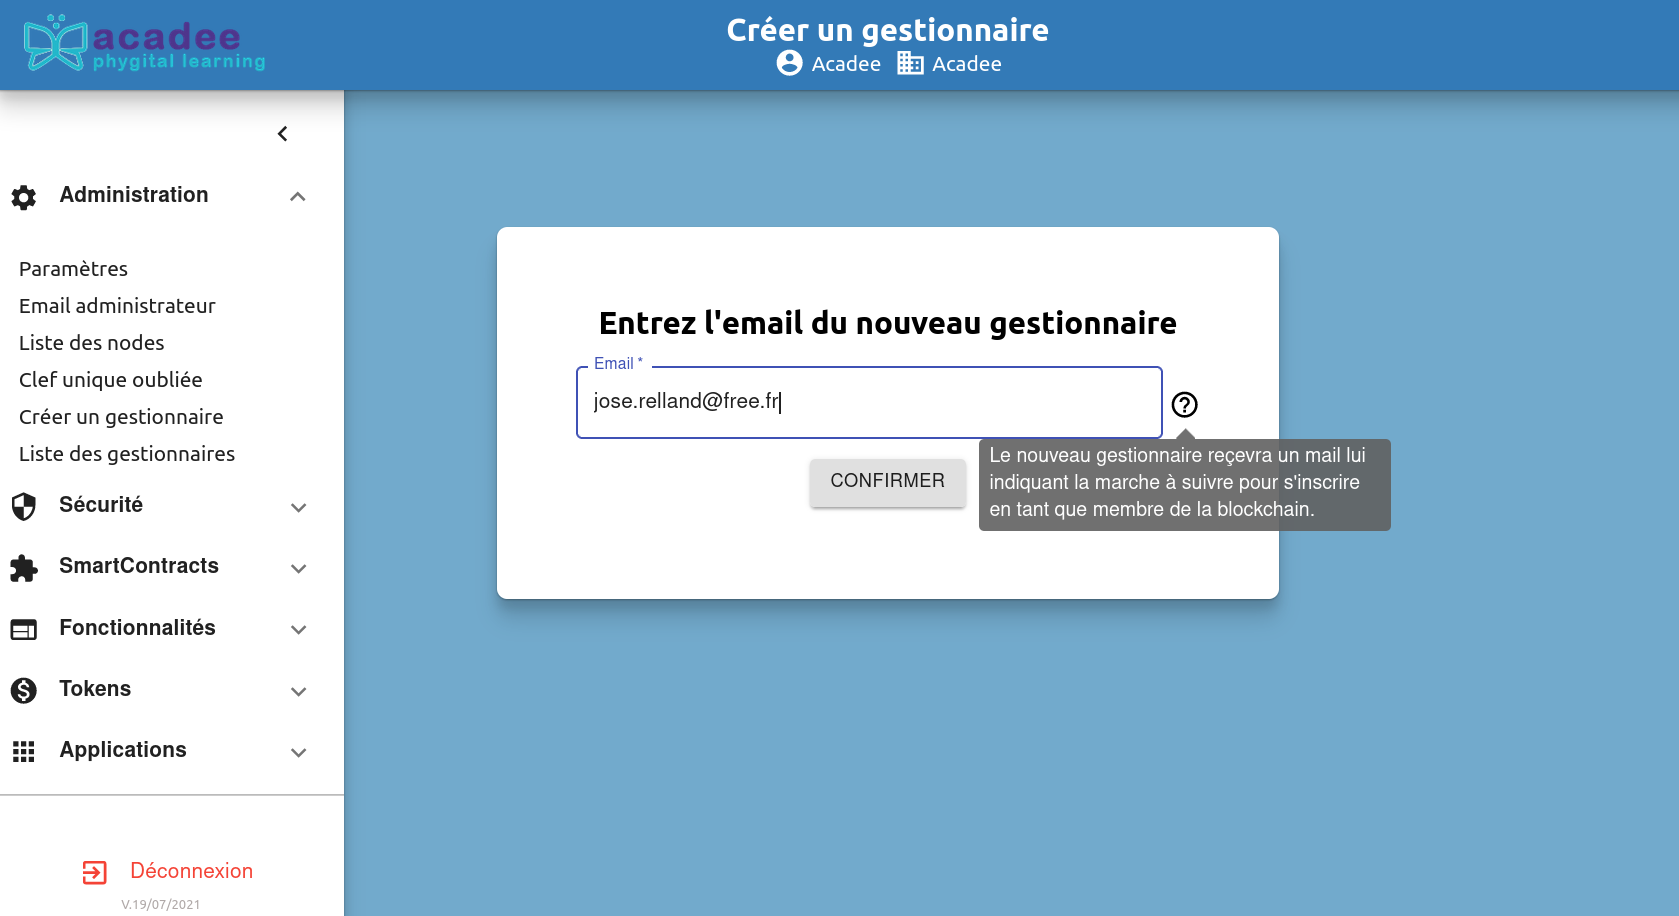 acadee
phygital learning
Créer un gestionnaire
Acadee Acadee
Administration
Paramètres
Email administrateur
Liste des nodes
Clef unique oubliée
Créer un gestionnaire
Liste des gestionnaires
Sécurité
SmartContracts
Fonctionnalités
Tokens
Applications
Déconnexion
V.19/07/2021
Entrez l'email du nouveau gestionnaire
Email *
jose.relland@free.fr
CONFIRMER
Le nouveau gestionnaire reçevra un mail lui
indiquant la marche à suivre pour s'inscrire
en tant que membre de la blockchain.